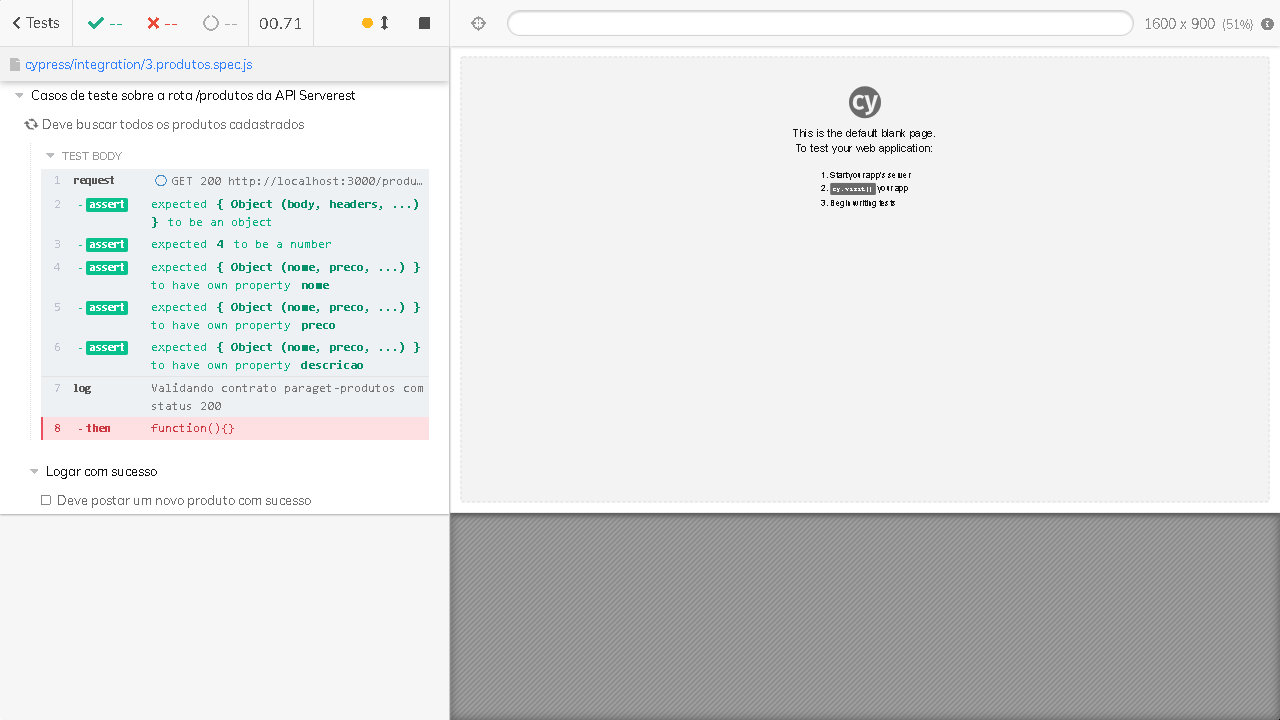 Tests
--
--
--
00.71
1600 x 900 (51%)
cypress/integration/3.produtos.spec.js
Casos de teste sobre a rota /produtos da API Serverest
Deve buscar todos os produtos cadastrados
TEST BODY
1 request GET 200 http://localhost:3000/produ…
2 -assert expected { Object (body, headers, ...)
} to be an object
3 -assert expected 4 to be a number
4 -assert expected { Object (nome, preco, ...) }
to have own property nome
5 -assert expected { Object (nome, preco, ...) }
to have own property preco
6 -assert expected { Object (nome, preco, ...) }
to have own property descricao
7 log Validando contrato paraget-produtos com
status 200
8 -then function(){}
Logar com sucesso
Deve postar um novo produto com sucesso
cy
This is the default blank page.
To test your web application:
1. Start your app's server
2. cy.visit() your app
3. Begin writing tests